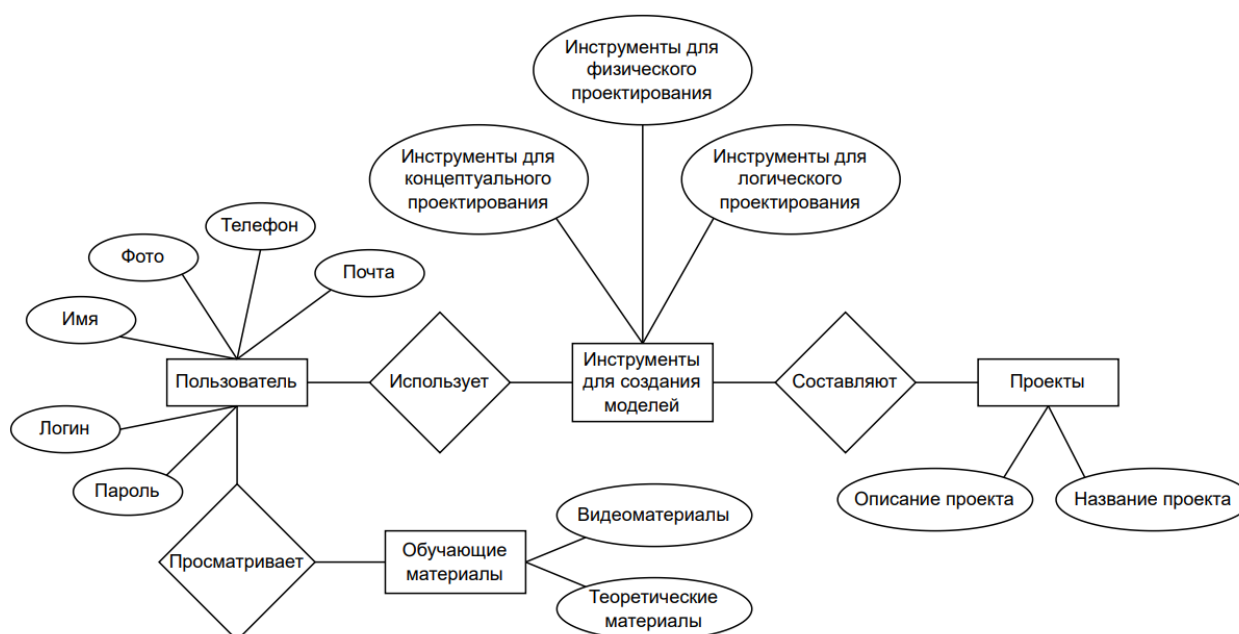 Инструменты для
физического
проектирования
Инструменты для
концептуального
проектирования
Инструменты для
логического
проектирования
Телефон
Фото
Почта
Имя
Пользователь
Использует
Инструменты
для создания
моделей
Составляют
Проекты
Логин
Пароль
Описание проекта
Название проекта
Видеоматериалы
Просматривает
Обучающие
материалы
Теоретические
материалы